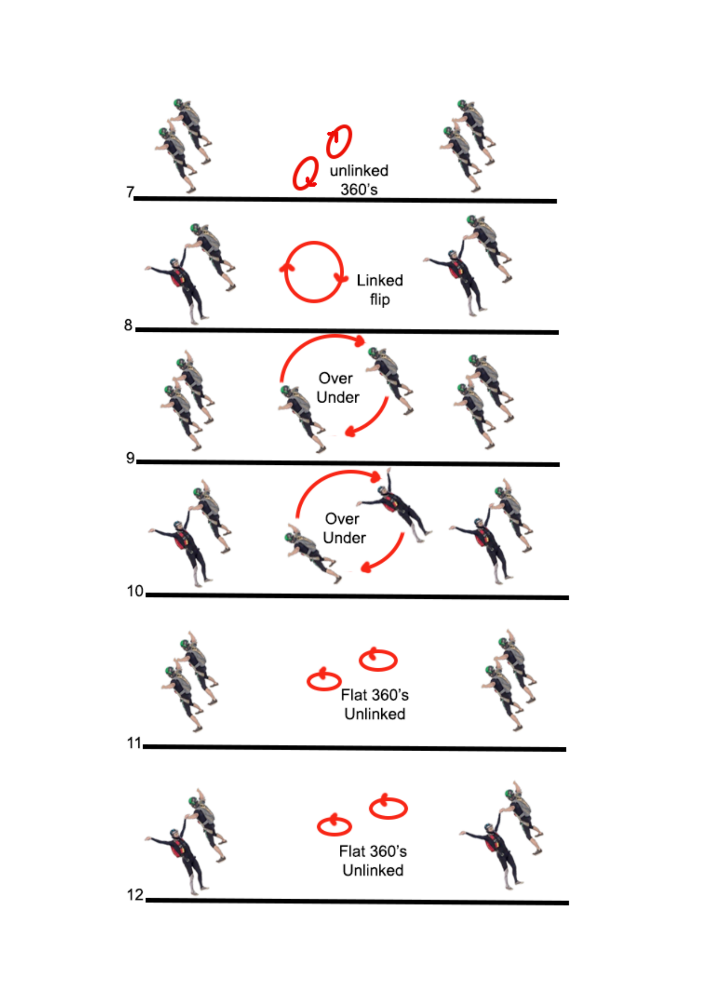 unlinked
360's
7
Linked
flip
8
Over
Under
9
Over
Under
10
Flat 360's
Unlinked
11
Flat 360's
Unlinked
12